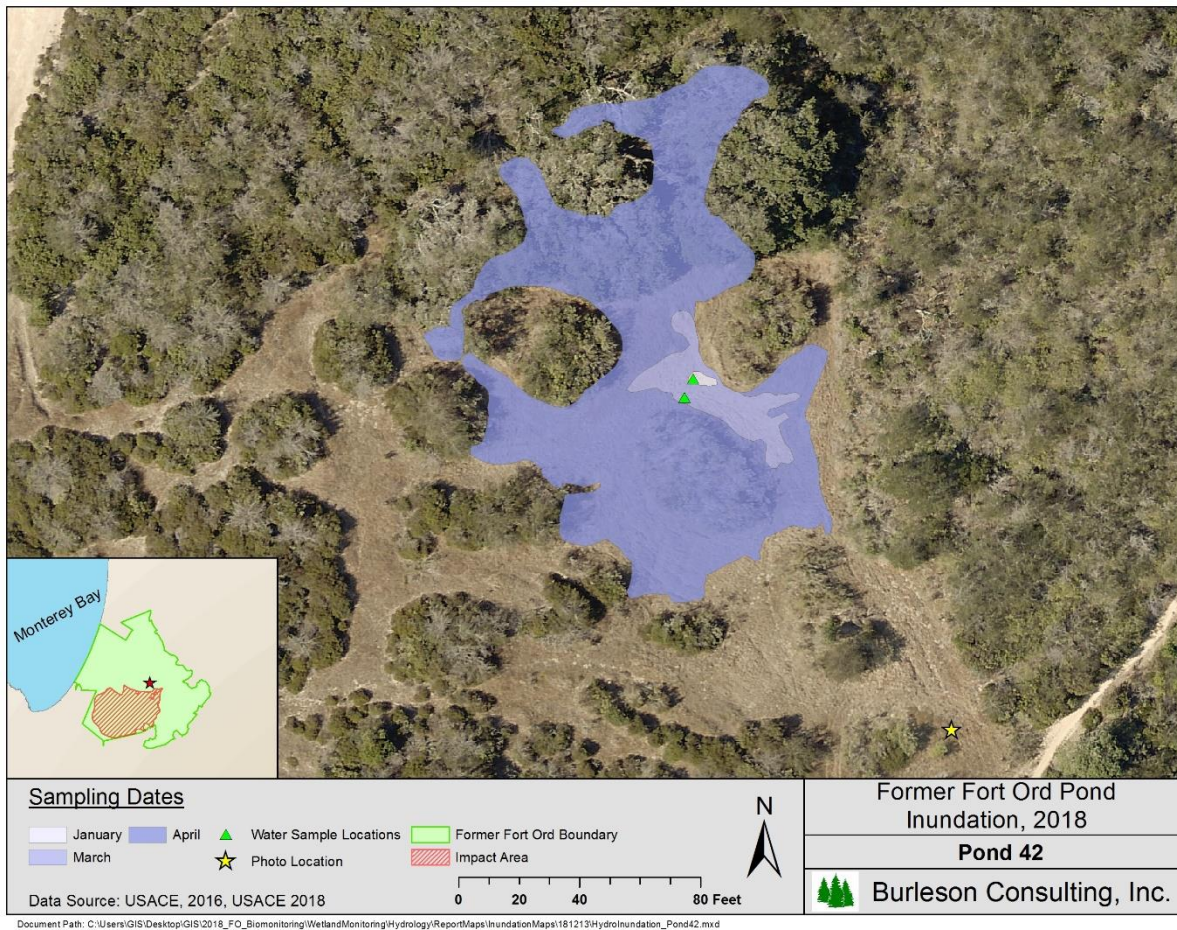 Monterey Bay
Sampling Dates
January
April
Water Sample Locations
Former Fort Ord Boundary
March
Photo Location
Impact Area
Data Source: USACE, 2016, USACE 2018
0 20 40 80 Feet
N
Former Fort Ord Pond
Inundation, 2018
Pond 42
Burleson Consulting, Inc.
Document Path: C:\Users\GIS\Desktop\GIS\2018_FO_Biomonitoring\WetlandMonitoring\Hydrology\ReportMaps\InundationMaps\181213\HydroInundation_Pond42.mxd